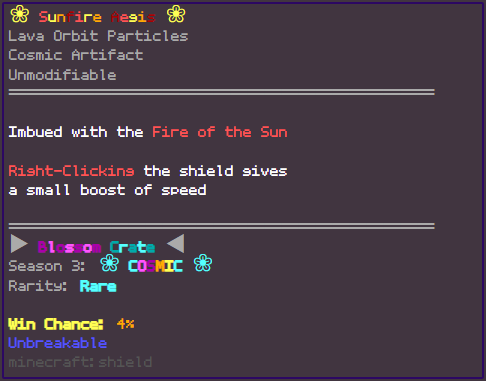 ❀ Sunfire Aegis ❀
Lava Orbit Particles
Cosmic Artifact
Unmodifiable
Imbued with the Fire of the Sun
Right-Clicking the shield gives
a small boost of speed
▶ Blossom Crate ◀
Season 3: ❀ COSMIC ❀
Rarity: Rare
Win Chance: 4%
Unbreakable
minecraft:shield